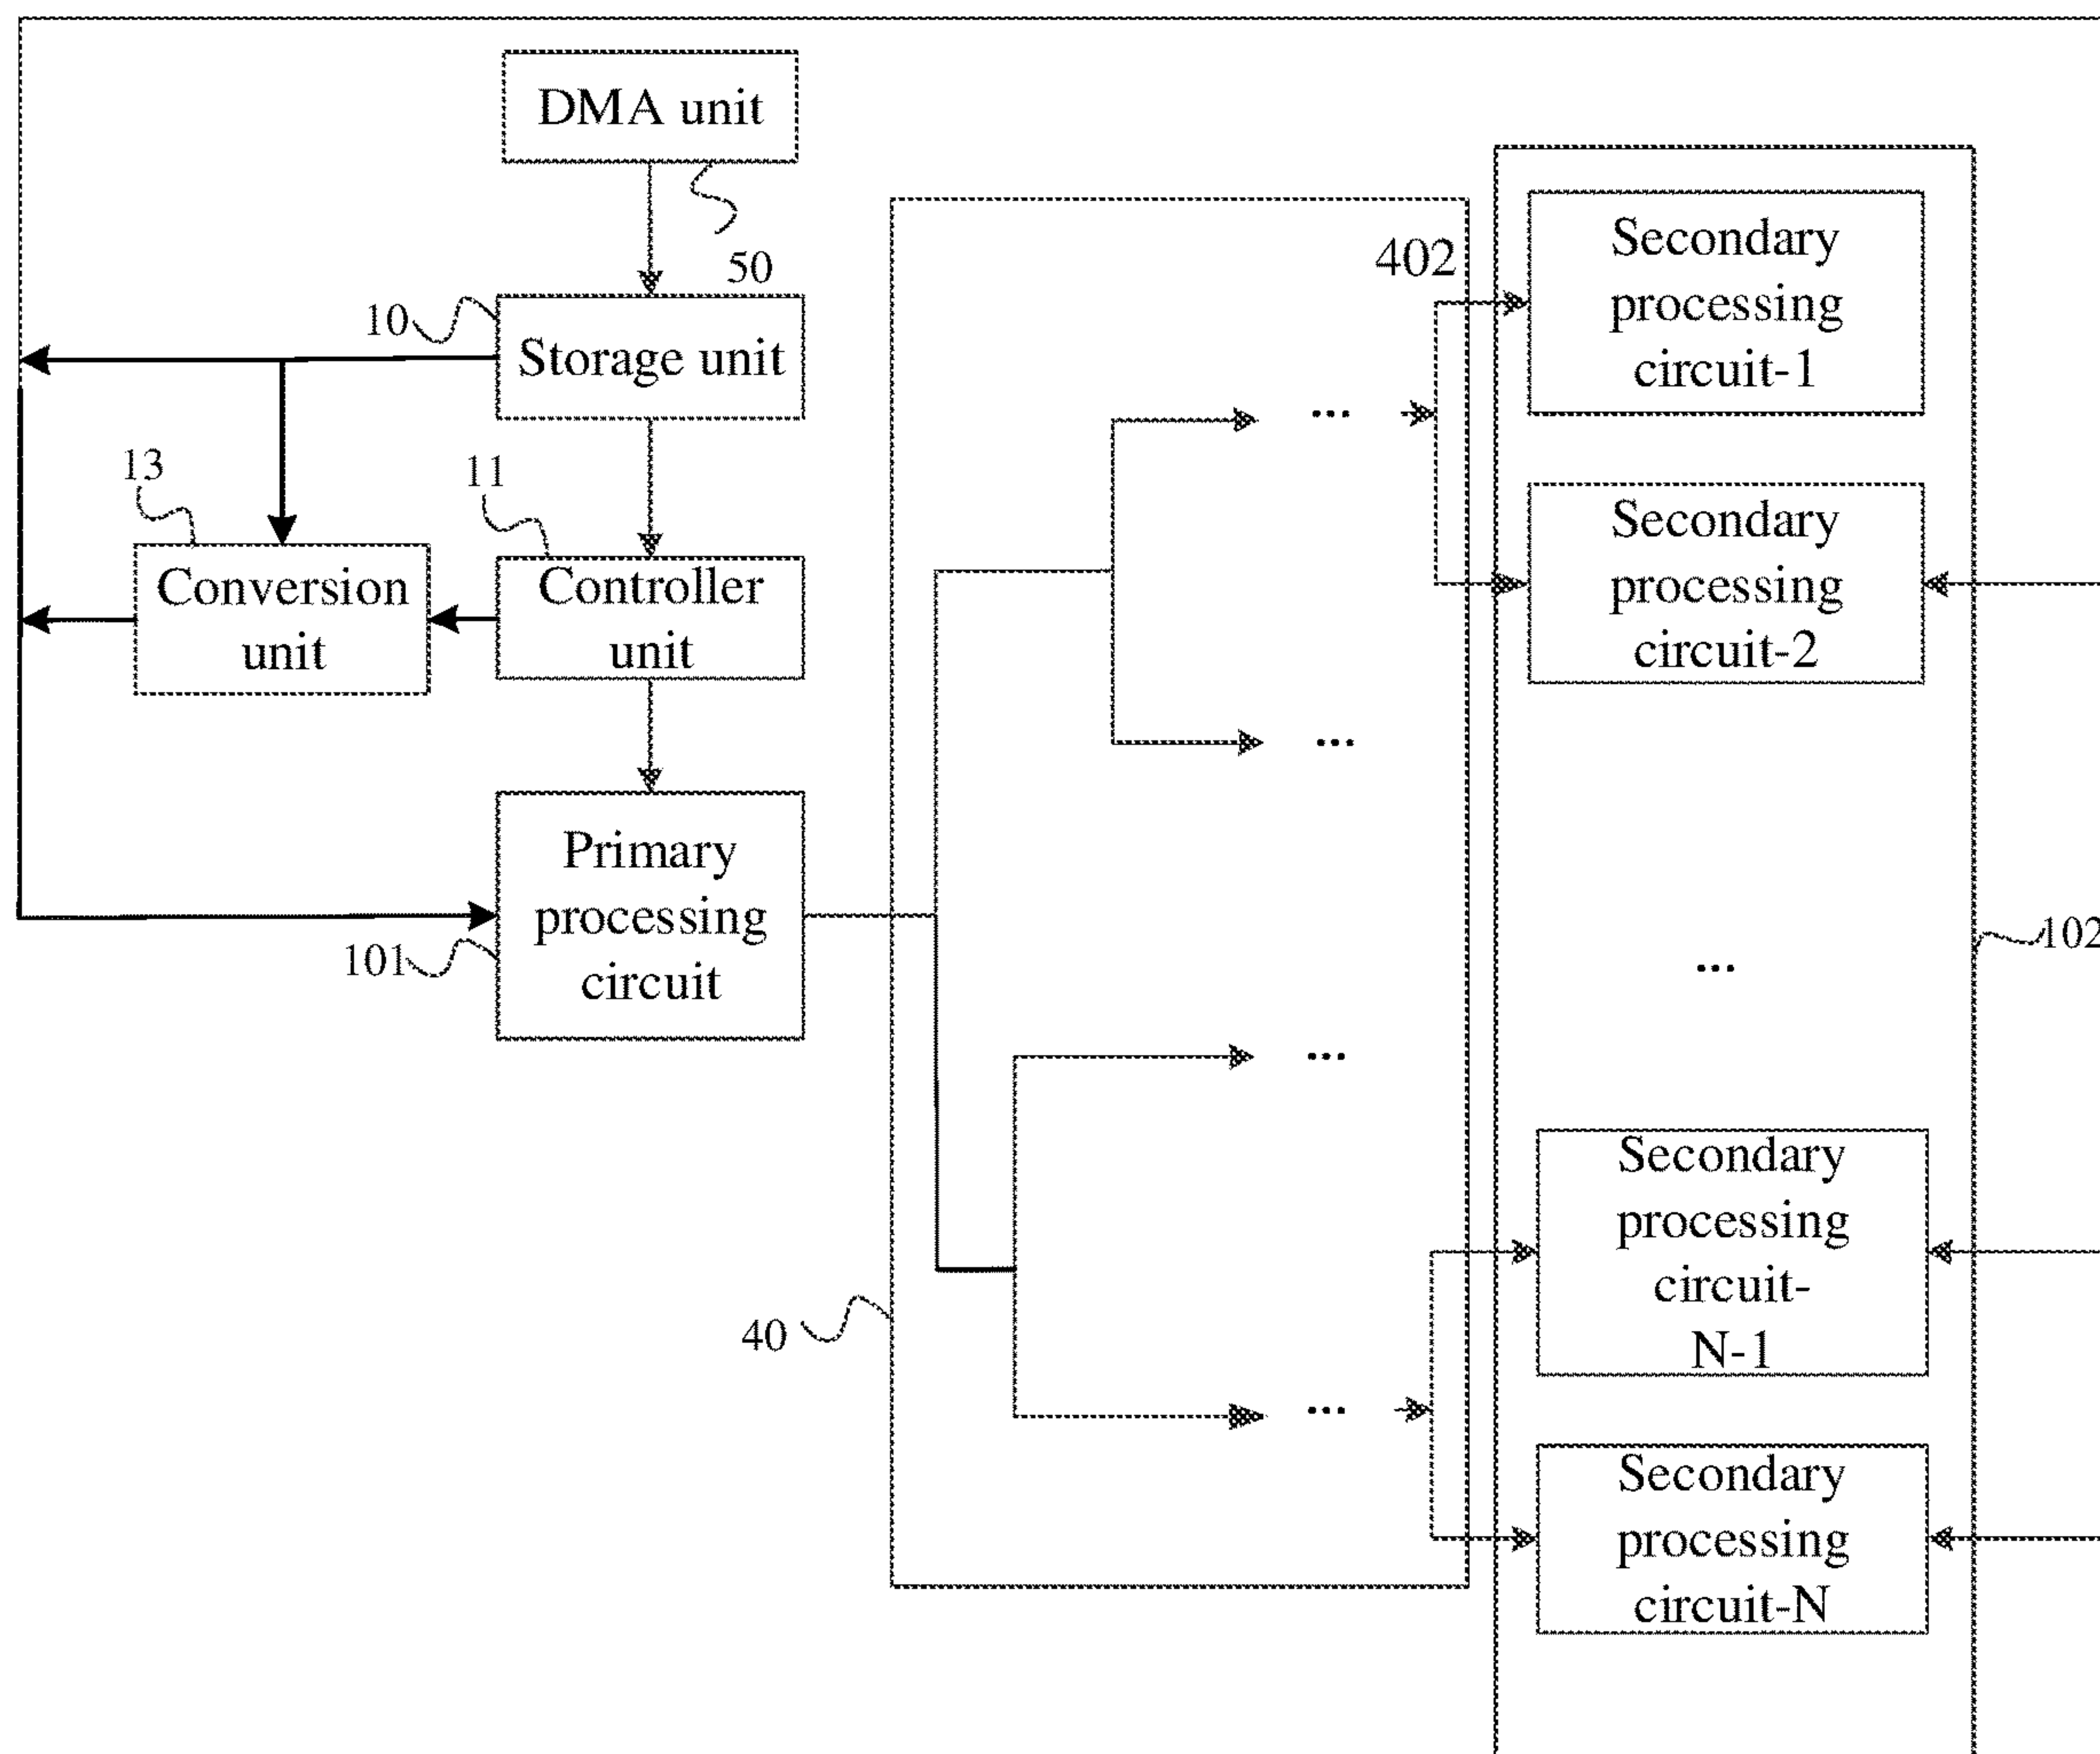 DMA unit
50
10
Storage unit
402
Secondary
processing
circuit-1
13
11
Conversion
unit
Controller
unit
Secondary
processing
circuit-2
...
...
Primary
processing
circuit
101
...
102
...
40
Secondary
processing
circuit-
N-1
...
Secondary
processing
circuit-N